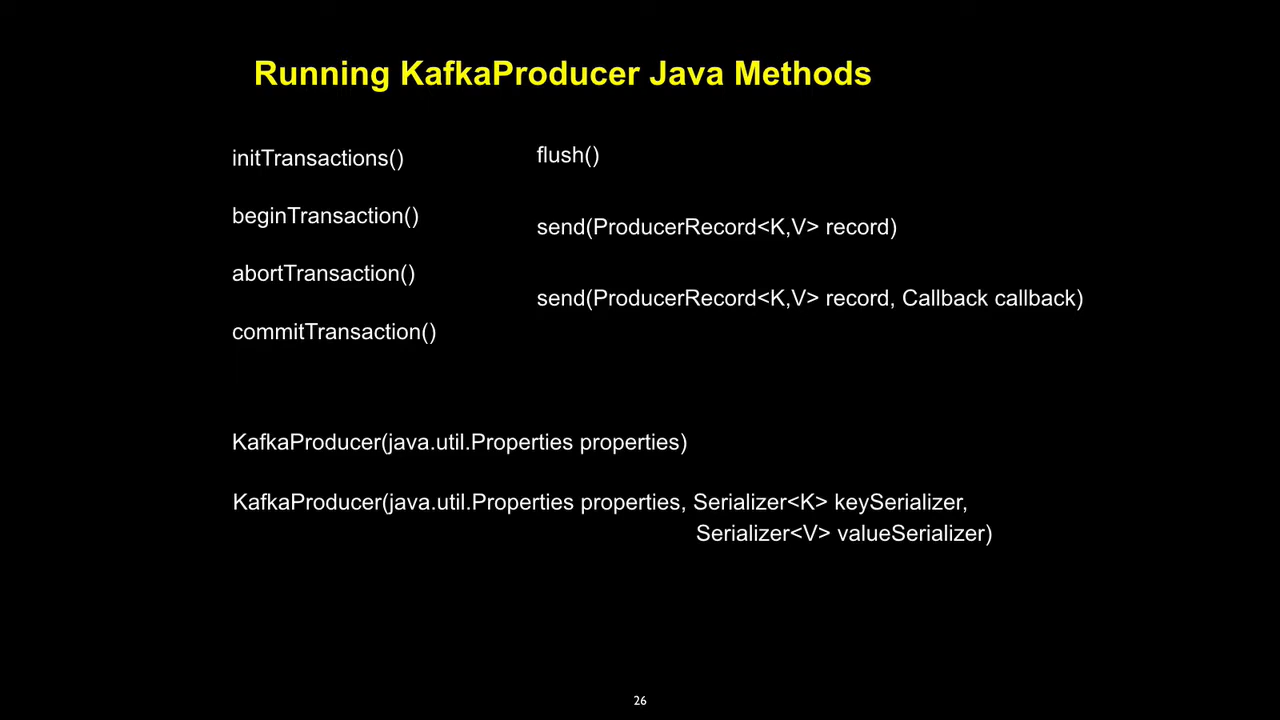 Running KafkaProducer Java Methods
initTransactions()
beginTransaction()
abortTransaction()
commitTransaction()
flush()
send(ProducerRecord<K,V> record)
send(ProducerRecord<K,V> record, Callback callback)
KafkaProducer(java.util.Properties properties)
KafkaProducer(java.util.Properties properties, Serializer<K> keySerializer,
Serializer<V> valueSerializer)
26